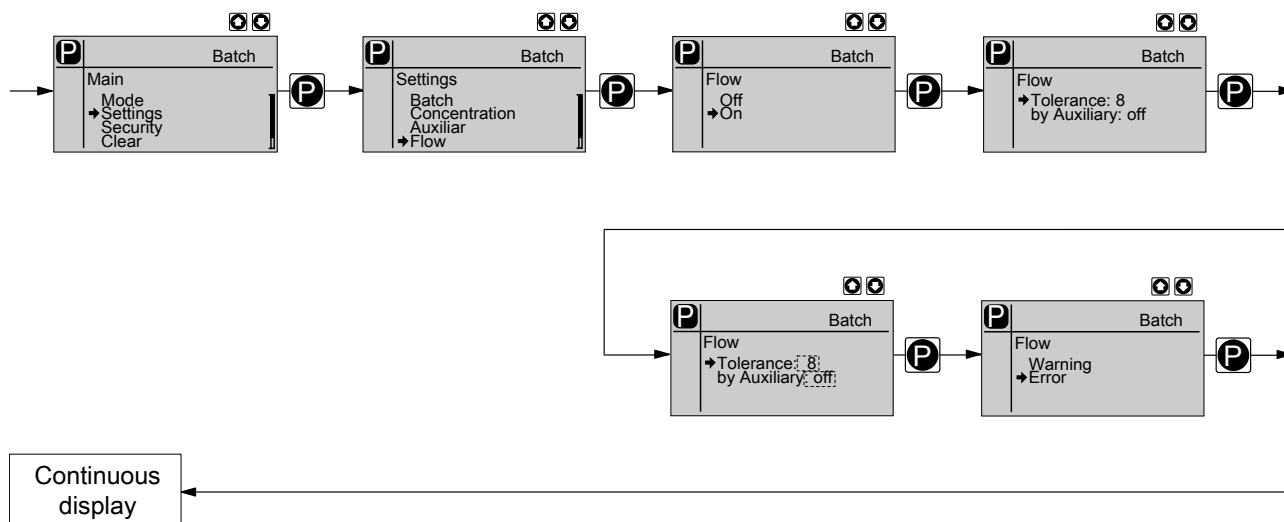 P Batch
Main
Mode
Settings
Security
Clear
P
P Batch
Settings
Batch
Concentration
Auxiliar
Flow
P
P Batch
Flow
Off
On
P
P Batch
Flow
Tolerance: 8
by Auxiliary: off
P
P Batch
Flow
Tolerance: 8
by Auxiliary: off
P
P Batch
Flow
Warning
Error
P
Continuous
display